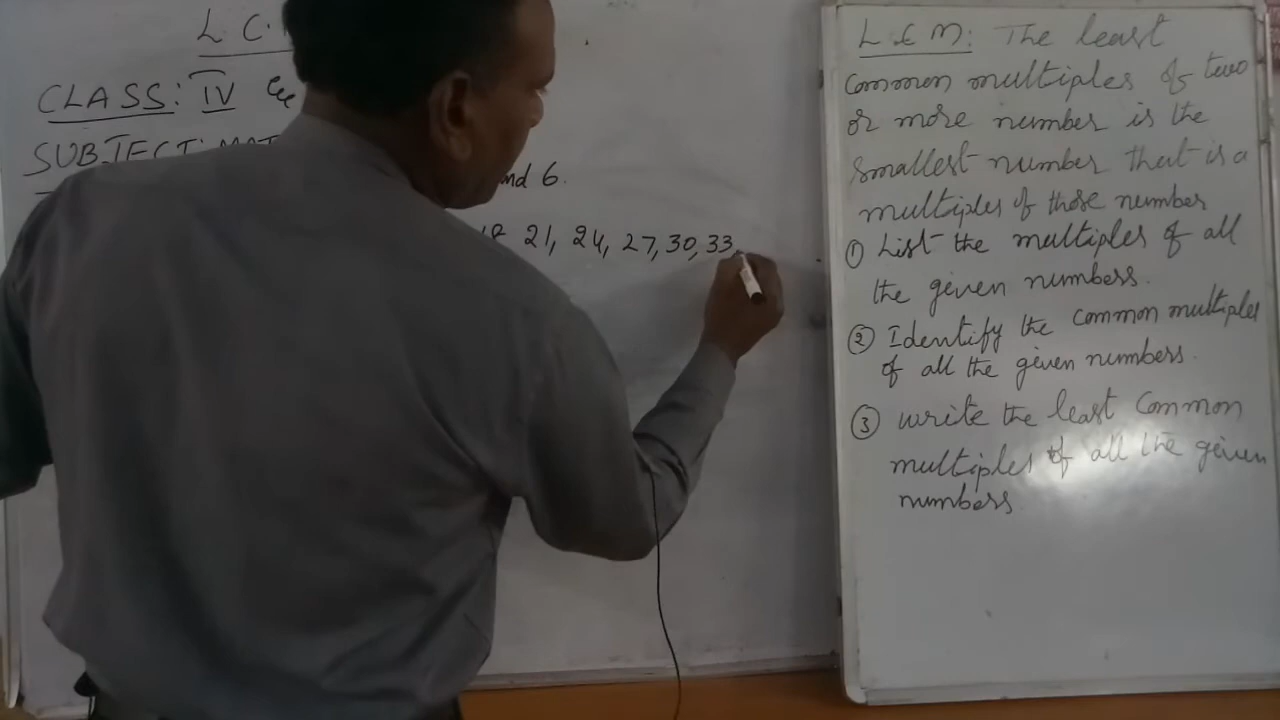 L C
CLASS: IV
SUBJECT: MAT
and 6.
18 21, 24, 27, 30, 33,
L C M: The least
common multiples of two
or more number is the
smallest number that is a
multiples of those number
① List the multiples of all
the given numbers.
② Identify the common multiples
of all the given numbers.
③ write the least common
multiples of all the given
numbers